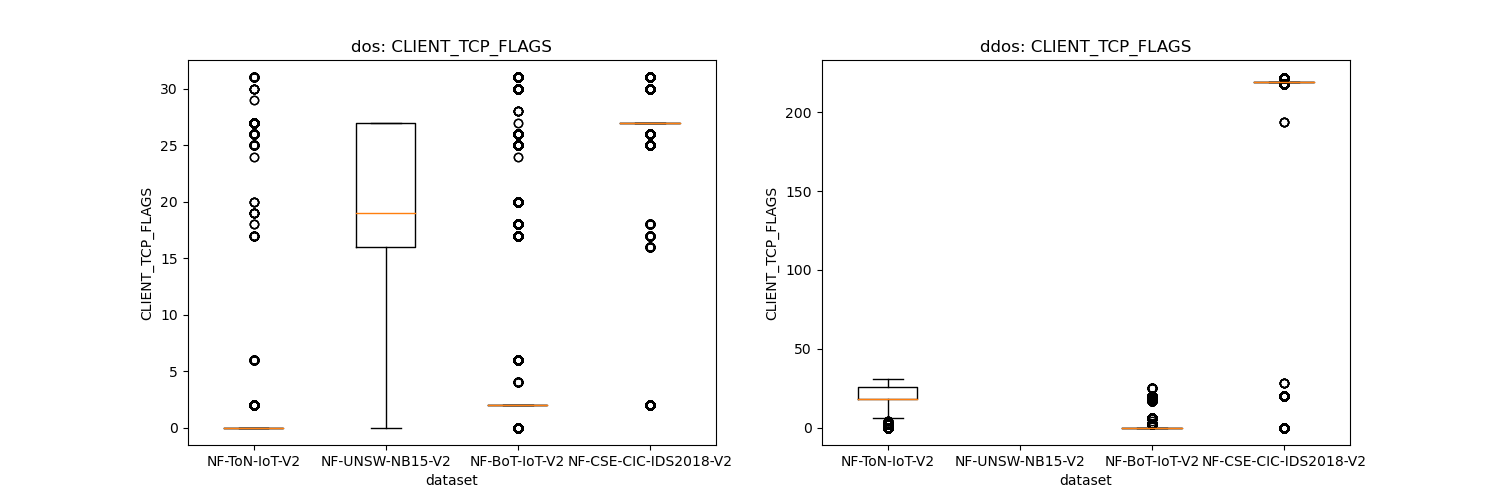 dos: CLIENT_TCP_FLAGS
CLIENT_TCP_FLAGS
30
25
20
15
10
5
0
NF-ToN-IoT-V2 NF-UNSW-NB15-V2 NF-BoT-IoT-V2 NF-CSE-CIC-IDS2018-V2
dataset
ddos: CLIENT_TCP_FLAGS
CLIENT_TCP_FLAGS
200
150
100
50
0
NF-ToN-IoT-V2 NF-UNSW-NB15-V2 NF-BoT-IoT-V2 NF-CSE-CIC-IDS2018-V2
dataset